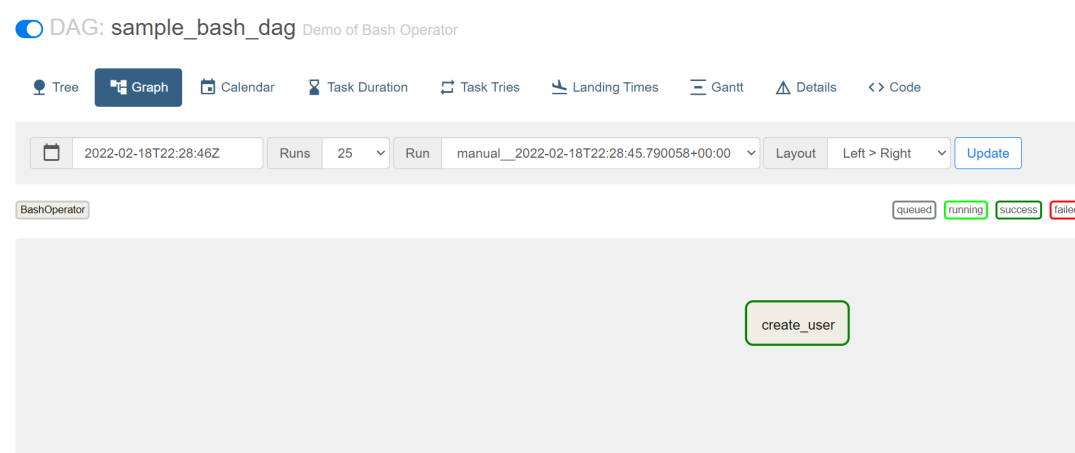 DAG: sample_bash_dag Demo of Bash Operator
Tree Graph Calendar Task Duration Task Tries Landing Times Gantt Details <> Code
2022-02-18T22:28:46Z Runs 25 Run manual__2022-02-18T22:28:45.790058+00:00 Layout Left > Right Update
BashOperator queued running success faile
create_user